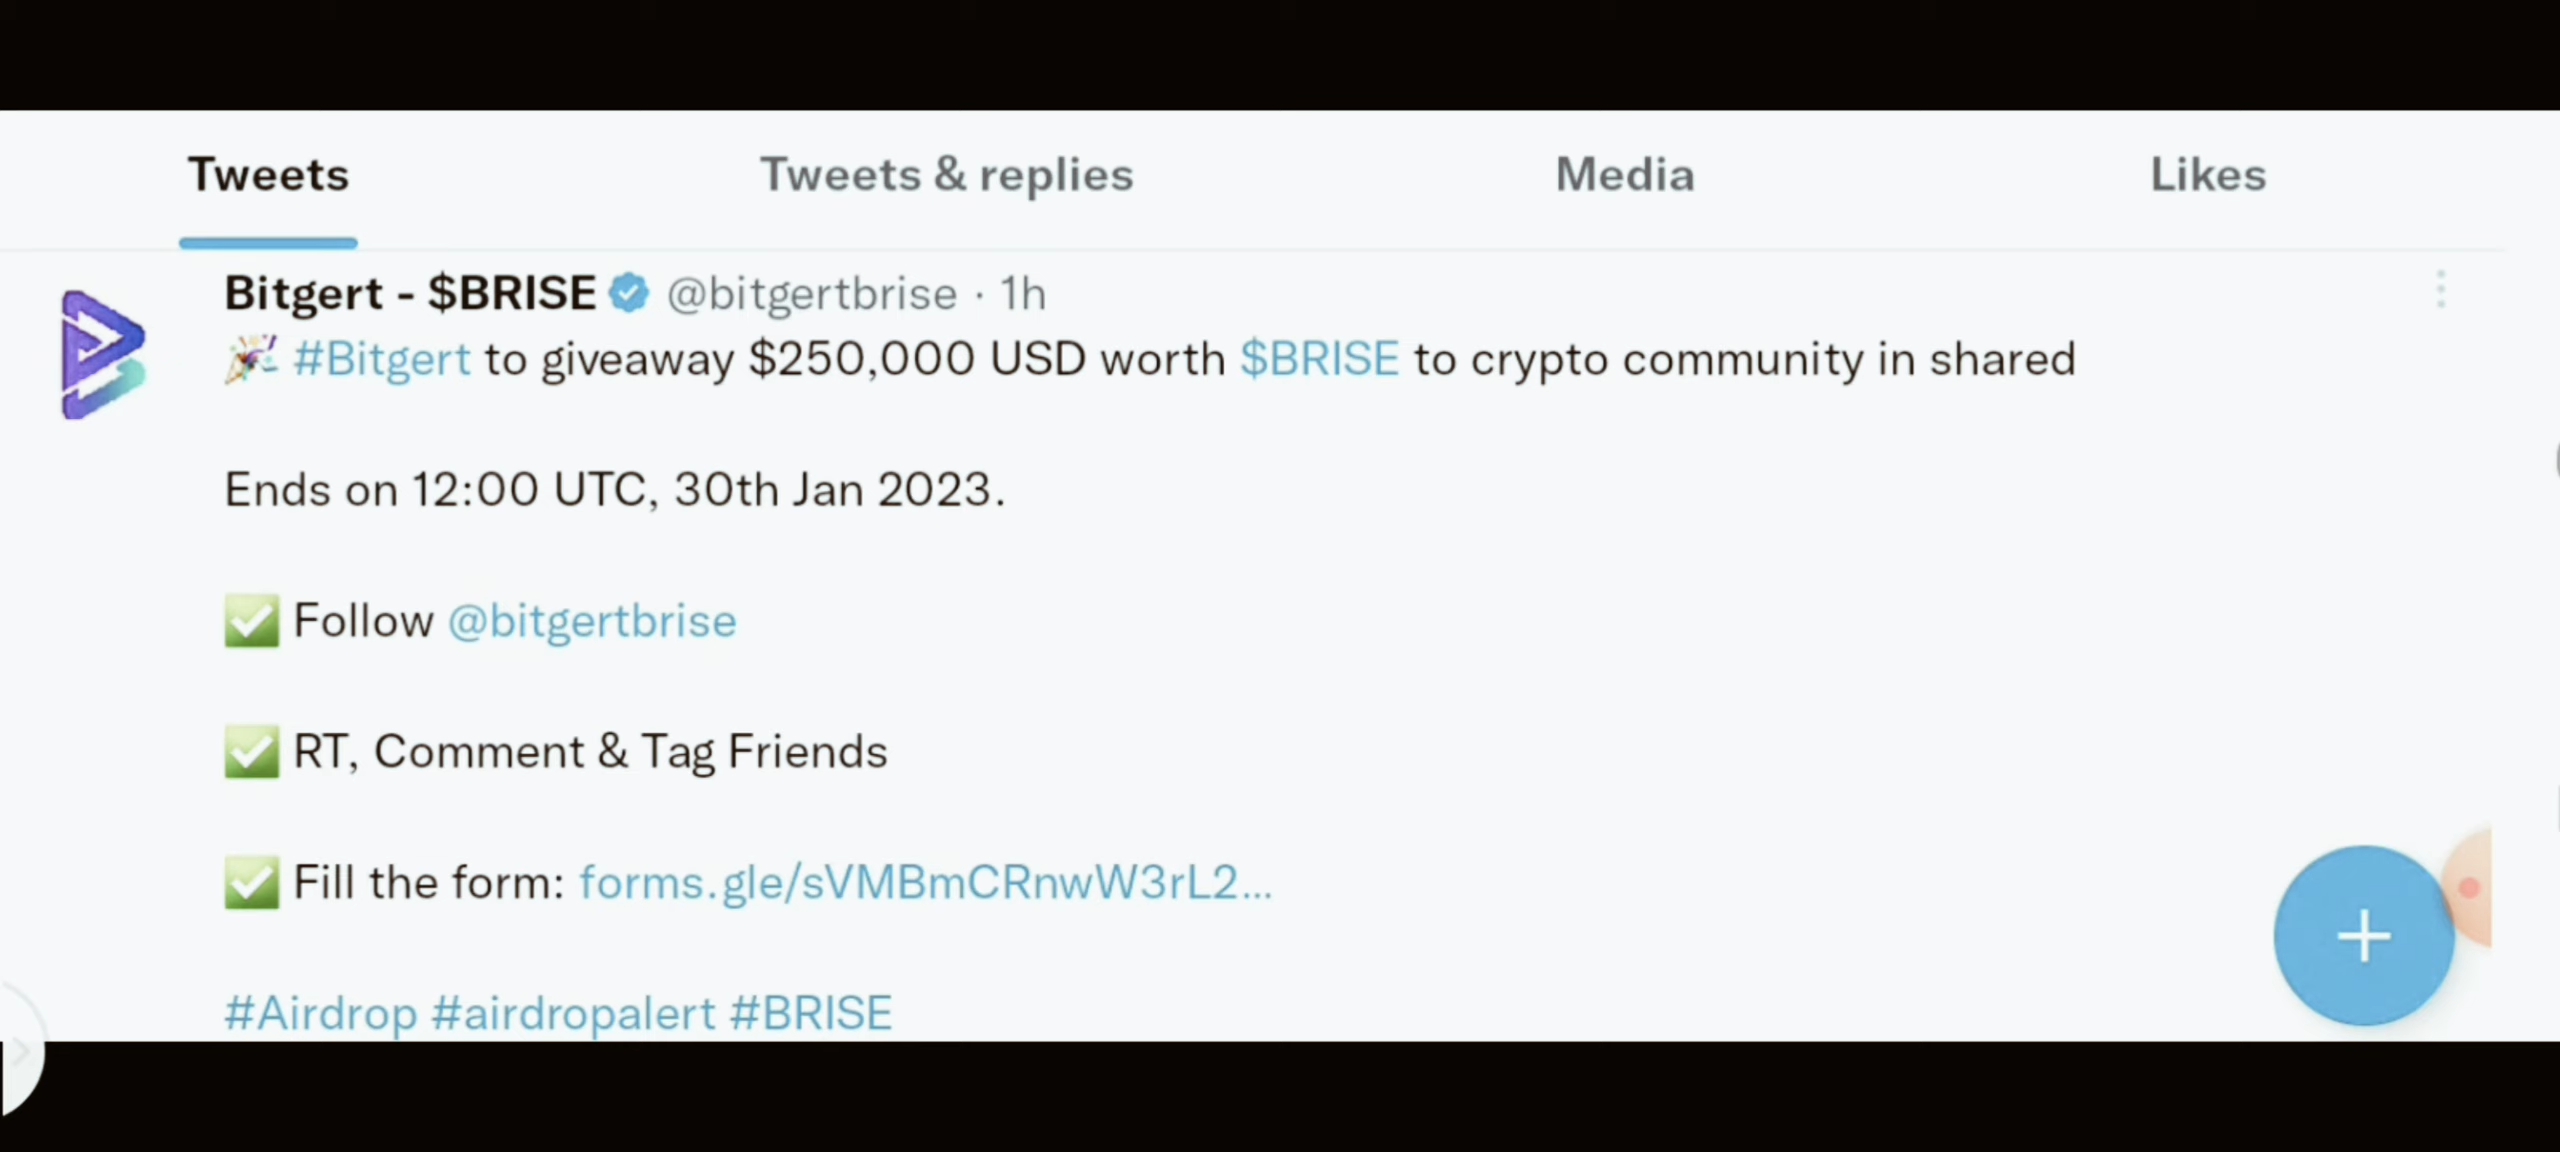 Tweets
Tweets & replies
Media
Likes
Bitgert - $BRISE @bitgertbrise · 1h
🎉 #Bitgert to giveaway $250,000 USD worth $BRISE to crypto community in shared
Ends on 12:00 UTC, 30th Jan 2023.
✅ Follow @bitgertbrise
✅ RT, Comment & Tag Friends
✅ Fill the form: forms.gle/sVMBmCRnwW3rL2...
#Airdrop #airdropalert #BRISE